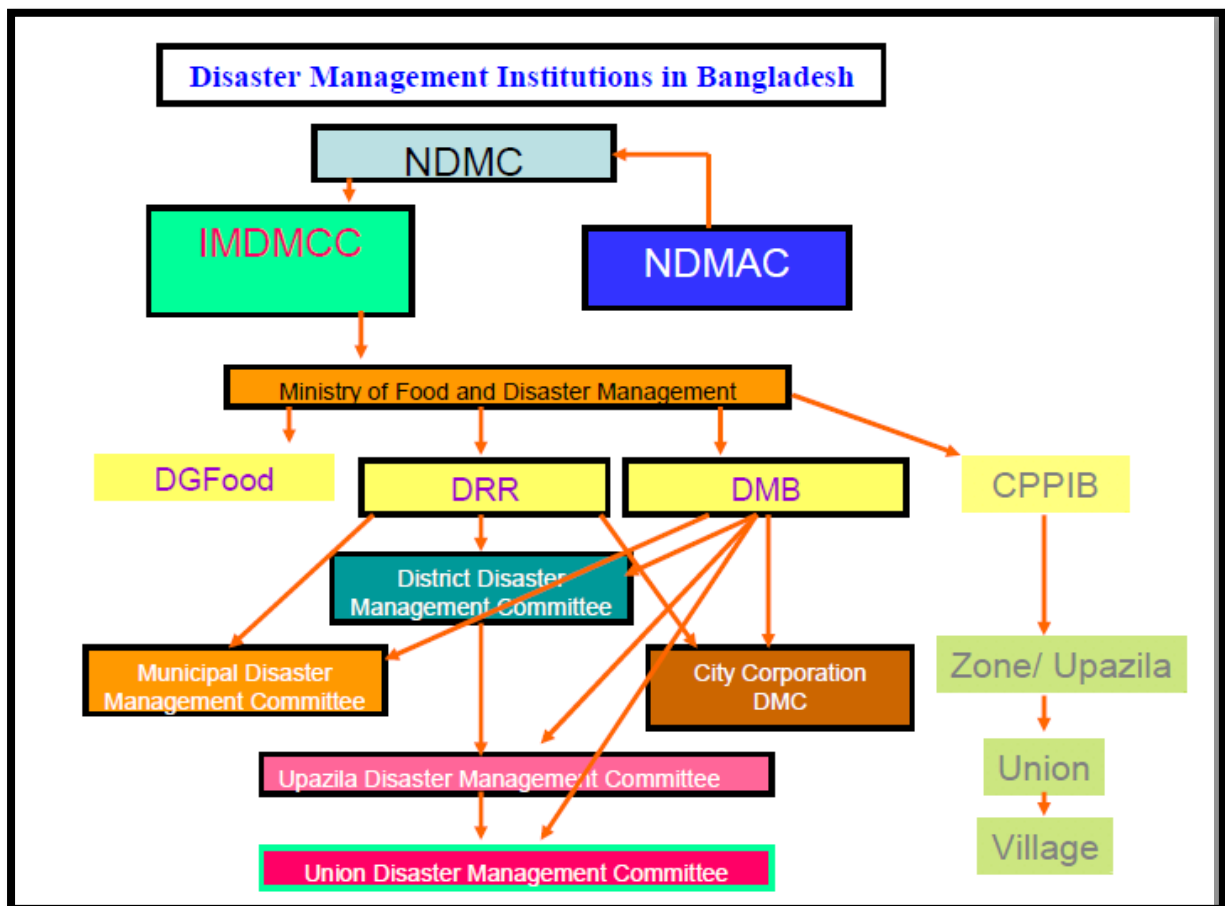 Disaster Management Institutions in Bangladesh
NDMC
IMDMCC
NDMAC
Ministry of Food and Disaster Management
DGFood
DRR
DMB
CPPIB
District Disaster
Management Committee
Municipal Disaster
Management Committee
City Corporation
DMC
Zone/ Upazila
Upazila Disaster Management Committee
Union
Village
Union Disaster Management Committee